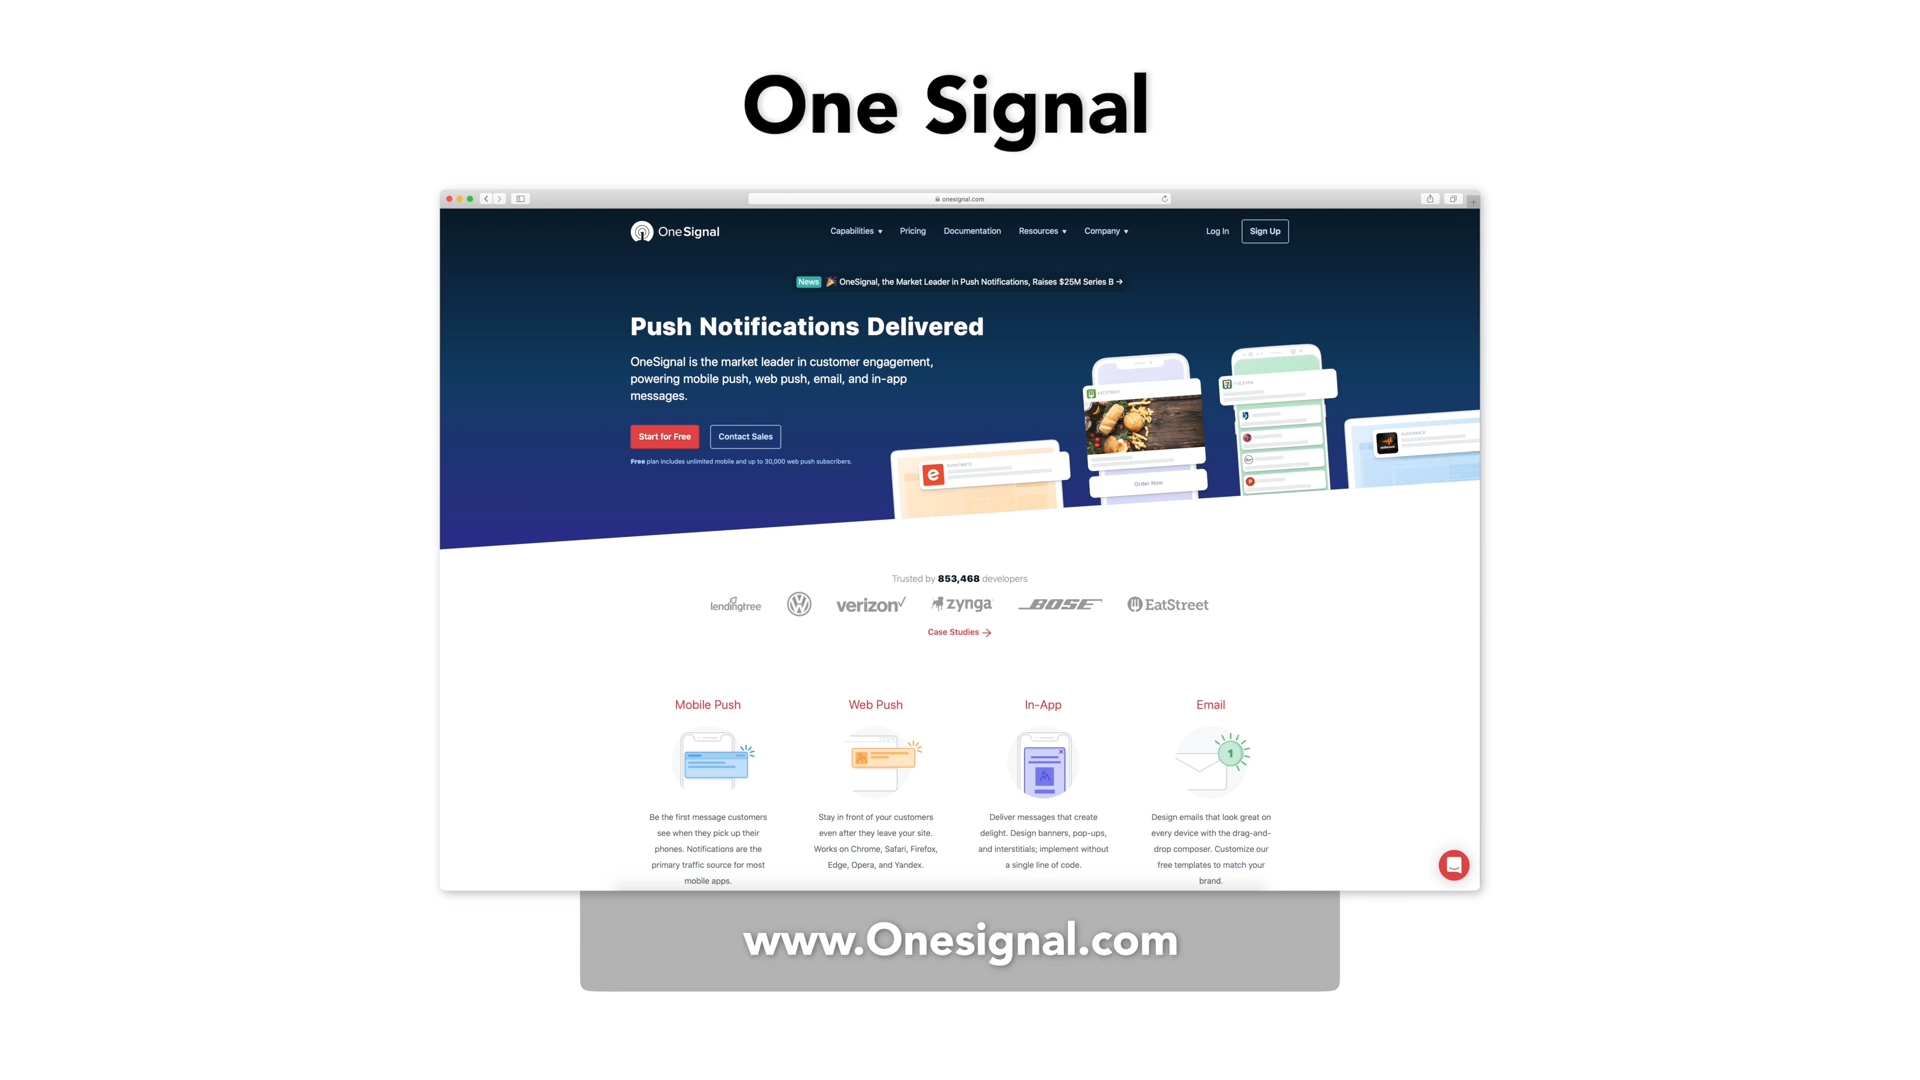 One Signal
onesignal.com
OneSignal
Capabilities
Pricing
Documentation
Resources
Company
Log In
Sign Up
News OneSignal, the Market Leader in Push Notifications, Raises $25M Series B →
Push Notifications Delivered
OneSignal is the market leader in customer engagement,
powering mobile push, web push, email, and in-app
messages.
Start for Free
Contact Sales
Free plan includes unlimited mobile and up to 30,000 web push subscribers.
EATSTREET
Order Now
7-ELEVEN
Trusted by 853,468 developers
lendingtree
verizon✓
zynga
BOSE
EatStreet
Case Studies →
Mobile Push
Be the first message customers
see when they pick up their
phones. Notifications are the
primary traffic source for most
mobile apps.
Web Push
Stay in front of your customers
even after they leave your site.
Works on Chrome, Safari, Firefox,
Edge, Opera, and Yandex.
In-App
Deliver messages that create
delight. Design banners, pop-ups,
and interstitials; implement without
a single line of code.
Email
1
Design emails that look great on
every device with the drag-and-
drop composer. Customize our
free templates to match your
brand.
www.Onesignal.com